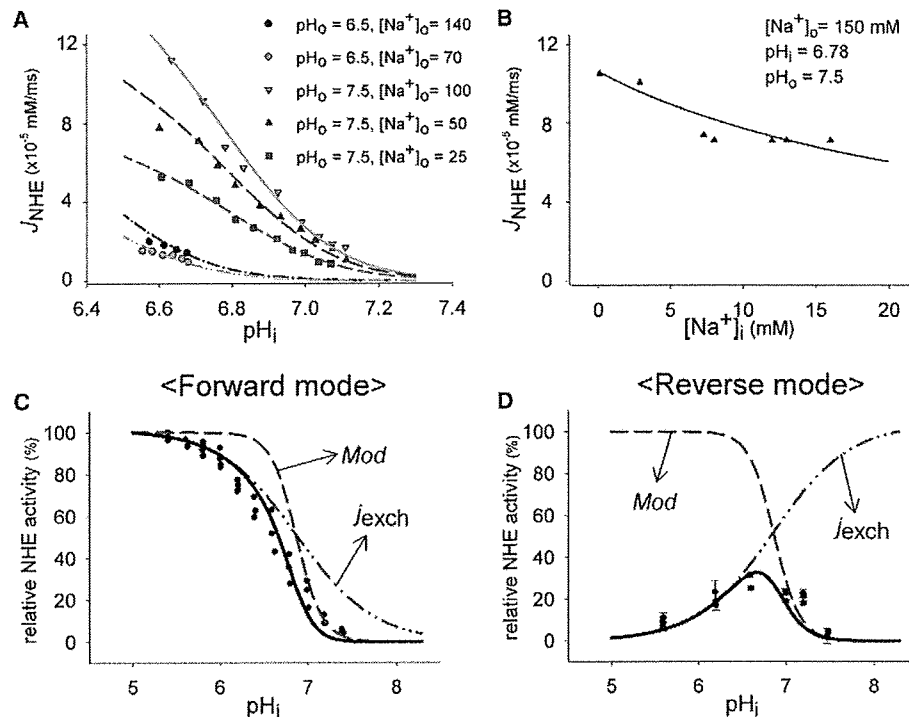 A
pHo = 6.5, [Na+]o= 140
pHo = 6.5, [Na+]o= 70
pHo = 7.5, [Na+]o= 100
pHo = 7.5, [Na+]o = 50
pHo = 7.5, [Na+]o = 25
JNHE (x10-5 mM/ms)
12
8
4
0
6.4 6.6 6.8 7.0 7.2 7.4
pHi
B
[Na+]o= 150 mM
pHi = 6.78
pHo = 7.5
JNHE (x10-5 mM/ms)
12
8
4
0
0 5 10 15 20
[Na+]i (mM)
<Forward mode>
C
Mod
jexch
relative NHE activity (%)
100
80
60
40
20
0
5 6 7 8
pHi
<Reverse mode>
D
Mod
jexch
relative NHE activity (%)
100
80
60
40
20
0
5 6 7 8
pHi